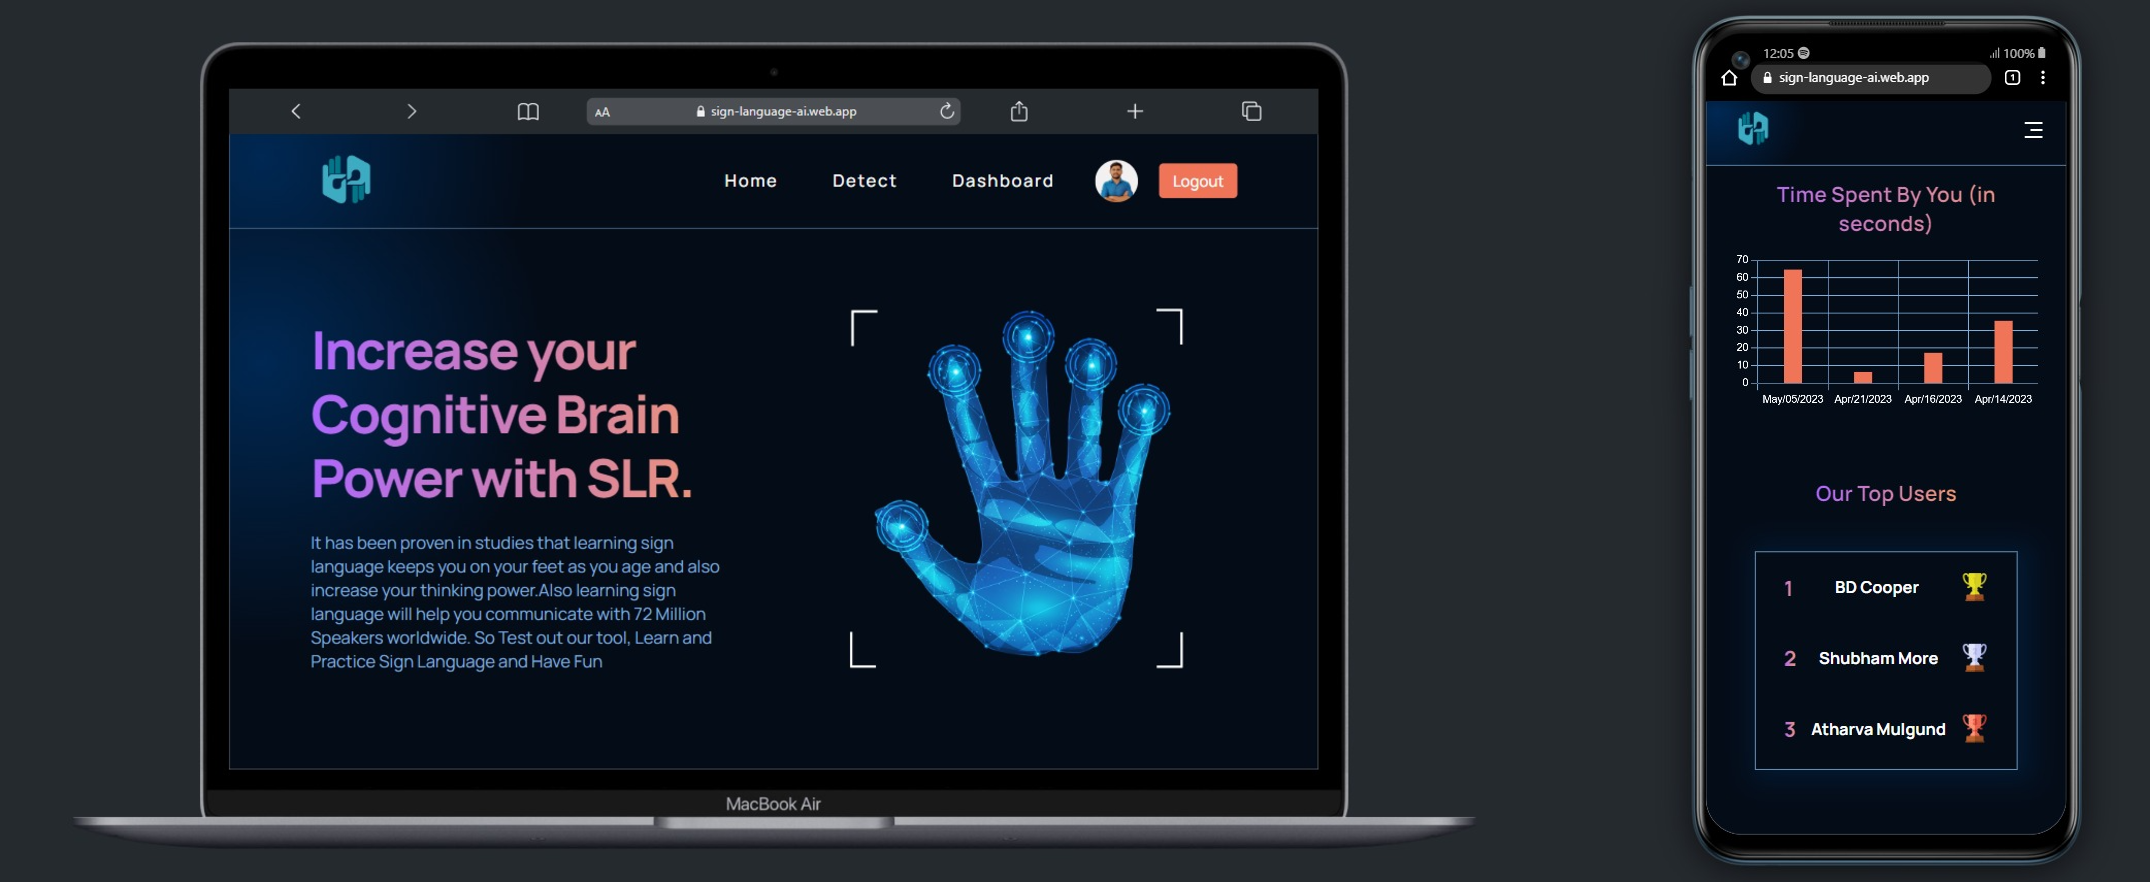 AA
sign-language-ai.web.app
Home
Detect
Dashboard
Logout
Increase your
Cognitive Brain
Power with SLR.
It has been proven in studies that learning sign
language keeps you on your feet as you age and also
increase your thinking power.Also learning sign
language will help you communicate with 72 Million
Speakers worldwide. So Test out our tool, Learn and
Practice Sign Language and Have Fun
MacBook Air
12:05
100%
sign-language-ai.web.app
1
Time Spent By You (in
seconds)
70
60
50
40
30
20
10
0
May/05/2023 Apr/21/2023 Apr/16/2023 Apr/14/2023
Our Top Users
1 BD Cooper
2 Shubham More
3 Atharva Mulgund